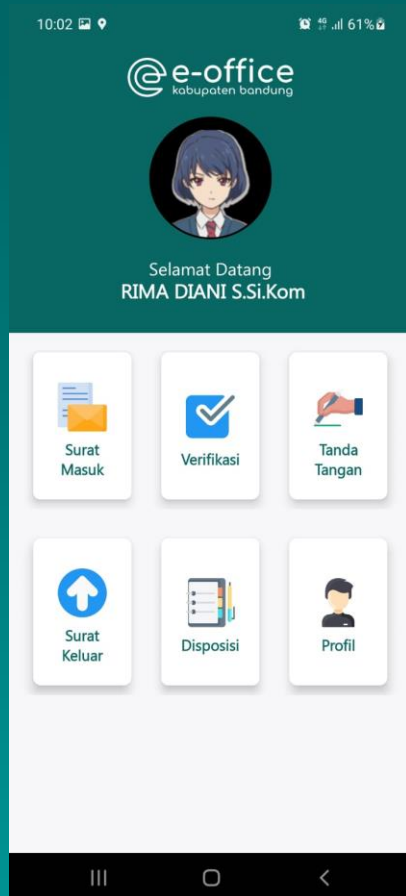 10:02
4G
61%
e-office
kabupaten bandung
Selamat Datang
RIMA DIANI S.Si.Kom
Surat
Masuk
Verifikasi
Tanda
Tangan
Surat
Keluar
Disposisi
Profil